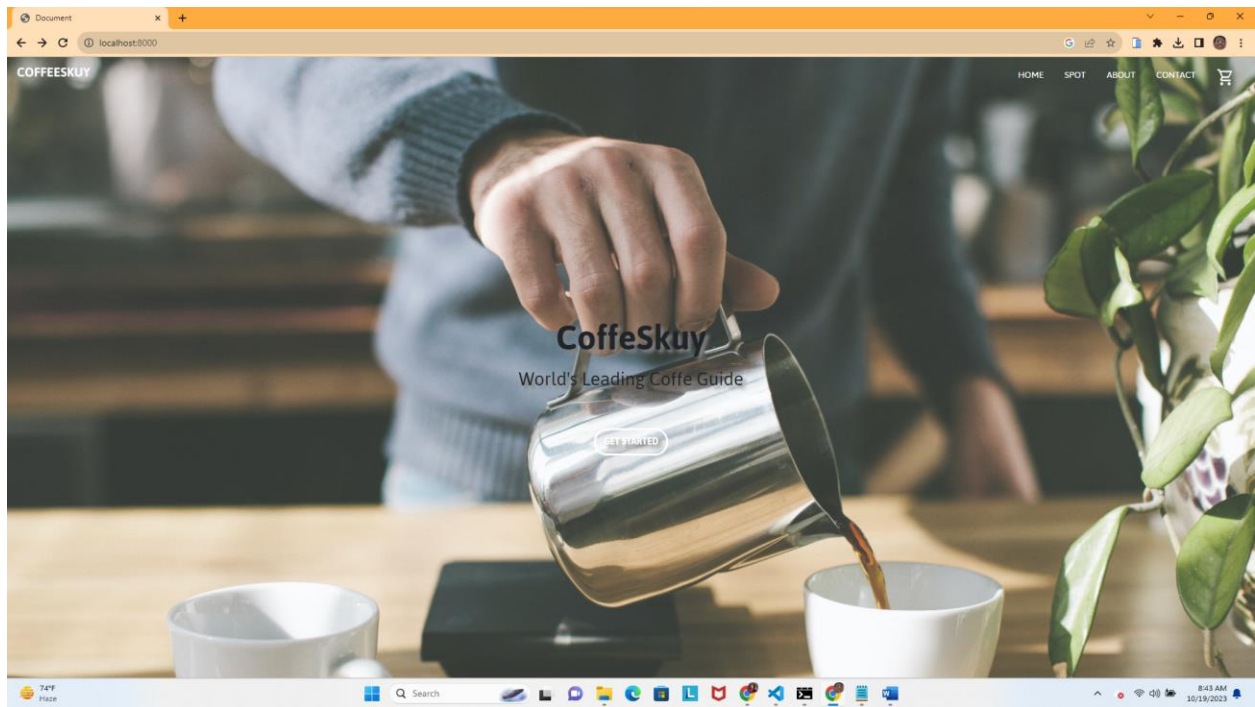 Document
localhost:8000
COFFEESKUY
HOME SPOT ABOUT CONTACT
CoffeSkuy
World's Leading Coffe Guide
GET STARTED
74°F
Haze
Search
8:43 AM
10/19/2023